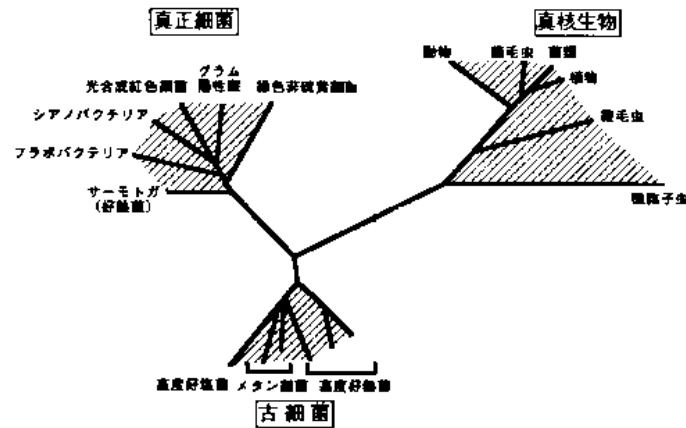 真正細菌
真核生物
グラム
陽性菌
光合成紅色細菌
緑色非硫黄細菌
シアノバクテリア
フラボバクテリア
サーモトガ
(好熱菌)
動物
繊毛虫
菌類
植物
鞭毛虫
微胞子虫
高度好塩菌
メタン細菌
高度好熱菌
古細菌